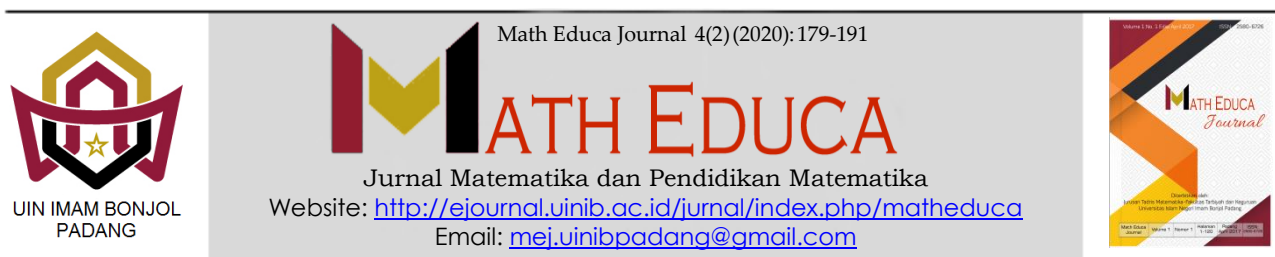 Math Educa Journal 4(2)(2020):179-191
MATH EDUCA
Jurnal Matematika dan Pendidikan Matematika
Website: http://ejournal.uinib.ac.id/jurnal/index.php/matheduca
Email: mej.uinibpadang@gmail.com
UIN IMAM BONJOL
PADANG
MATH EDUCA
Journal